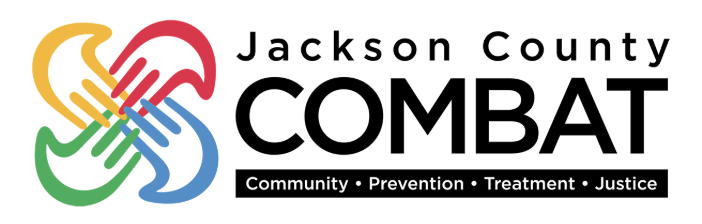 Jackson County
COMBAT
Community • Prevention • Treatment • Justice